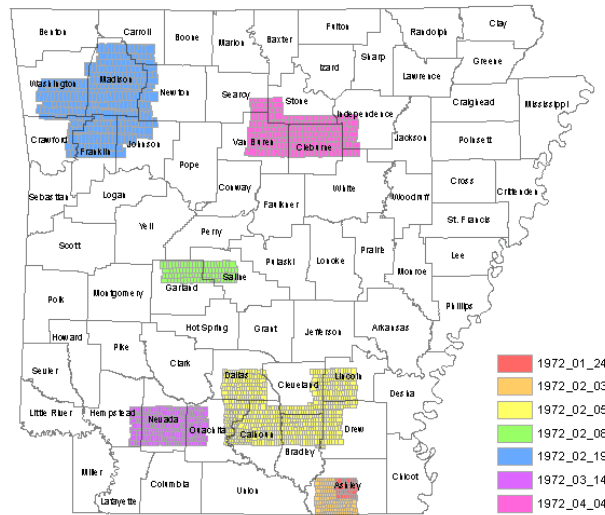 Benton
Carroll
Boone
Marion
Baxter
Fulton
Randolph
Clay
Sharp
Greene
Izard
Lawrence
Washington
Madison
Newton
Searcy
Stone
Independence
Craighead
Mississippi
Crawford
Franklin
Johnson
Van Buren
Cleburne
Jackson
Poinsett
Pope
Conway
Faulkner
White
Woodruff
Cross
Crittenden
Sebastian
Logan
St. Francis
Yell
Perry
Scott
Pulaski
Lonoke
Prairie
Monroe
Lee
Saline
Garland
Phillips
Polk
Montgomery
Hot Spring
Grant
Jefferson
Arkansas
Howard
Pike
Clark
Sevier
Dallas
Cleveland
Lincoln
Desha
Little River
Hempstead
Nevada
Ouachita
Calhoun
Drew
Bradley
Miller
Columbia
Union
Ashley
Chicot
Lafayette
1972_01_24
1972_02_03
1972_02_05
1972_02_08
1972_02_19
1972_03_14
1972_04_04